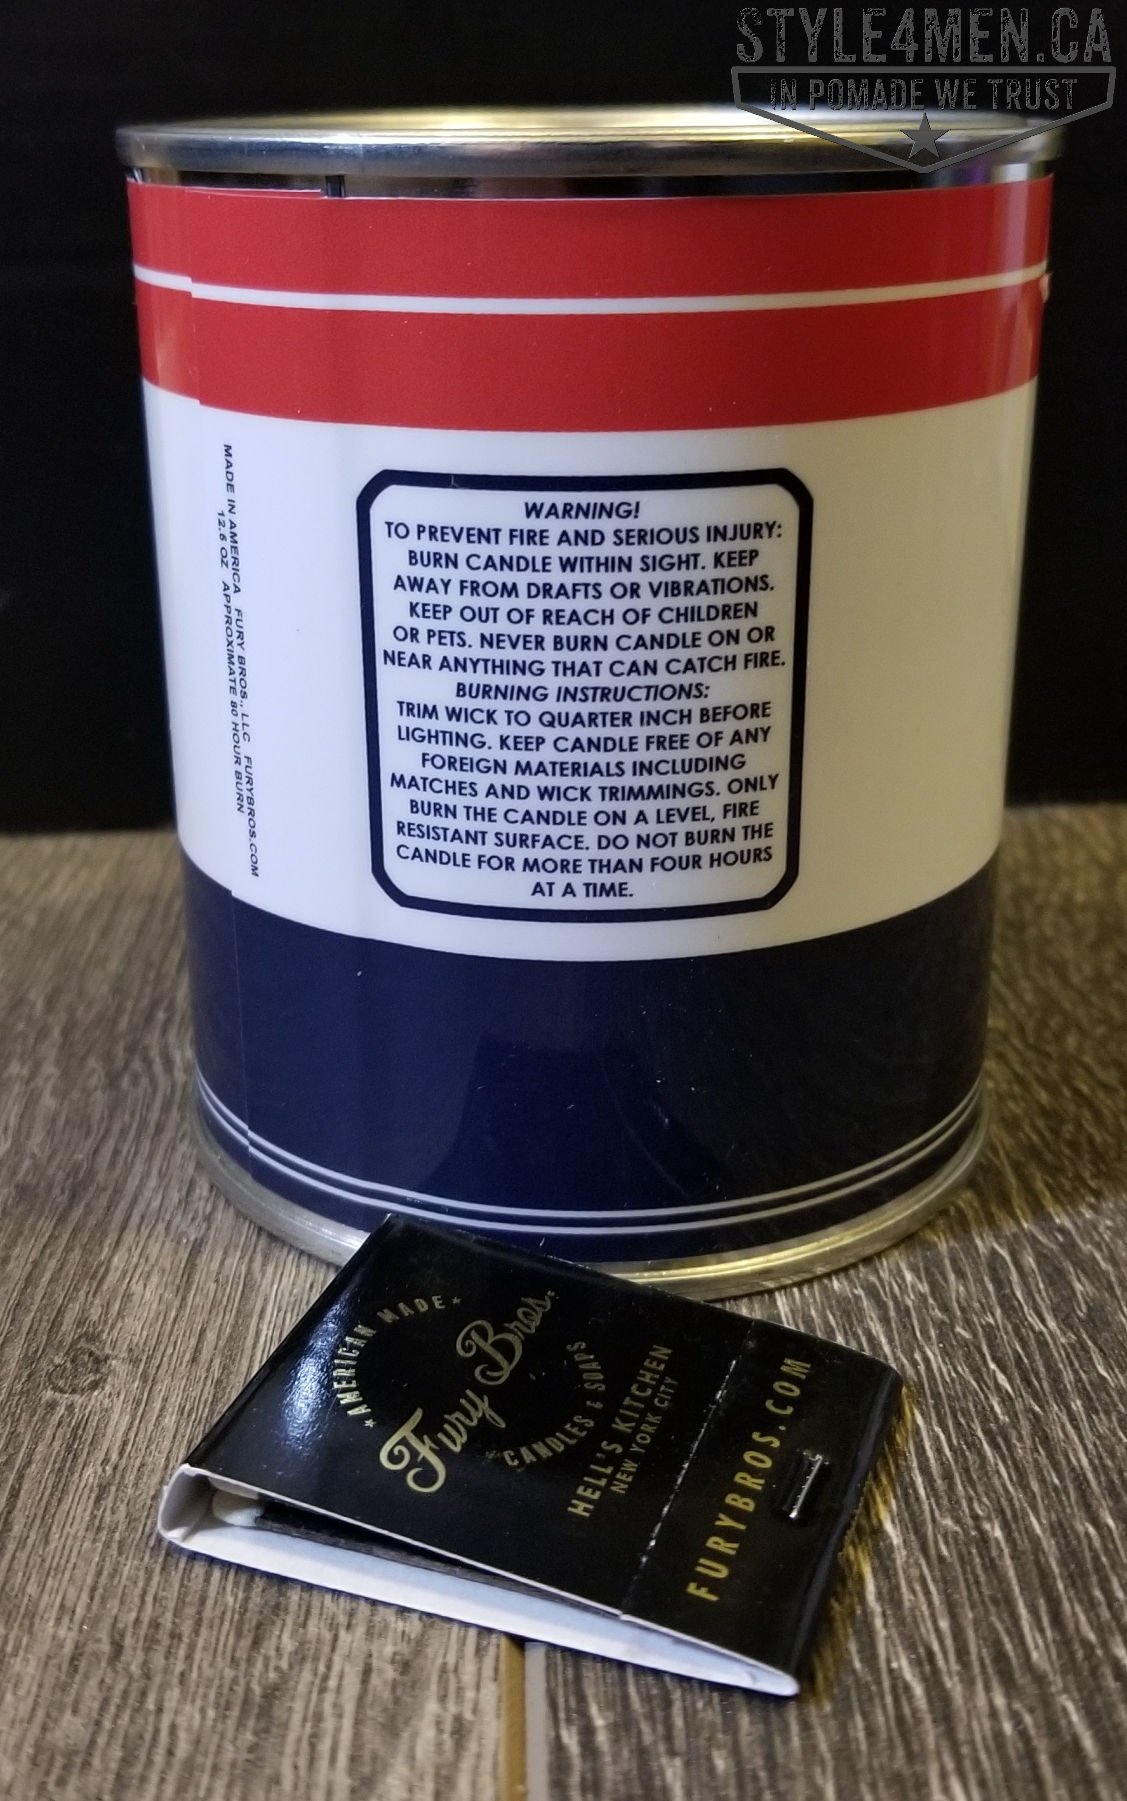 STYLE4MEN.CA
IN POMADE WE TRUST
MADE IN AMERICA FURY BROS., LLC FURYBROS.COM
12.5 OZ APPROXIMATE 80 HOUR BURN
WARNING!
TO PREVENT FIRE AND SERIOUS INJURY:
BURN CANDLE WITHIN SIGHT. KEEP
AWAY FROM DRAFTS OR VIBRATIONS.
KEEP OUT OF REACH OF CHILDREN
OR PETS. NEVER BURN CANDLE ON OR
NEAR ANYTHING THAT CAN CATCH FIRE.
BURNING INSTRUCTIONS:
TRIM WICK TO QUARTER INCH BEFORE
LIGHTING. KEEP CANDLE FREE OF ANY
FOREIGN MATERIALS INCLUDING
MATCHES AND WICK TRIMMINGS. ONLY
BURN THE CANDLE ON A LEVEL, FIRE
RESISTANT SURFACE. DO NOT BURN THE
CANDLE FOR MORE THAN FOUR HOURS
AT A TIME.
AMERICAN MADE
Fury Bros.
CANDLES & SOAPS
HELL'S KITCHEN
NEW YORK CITY
FURYBROS.COM